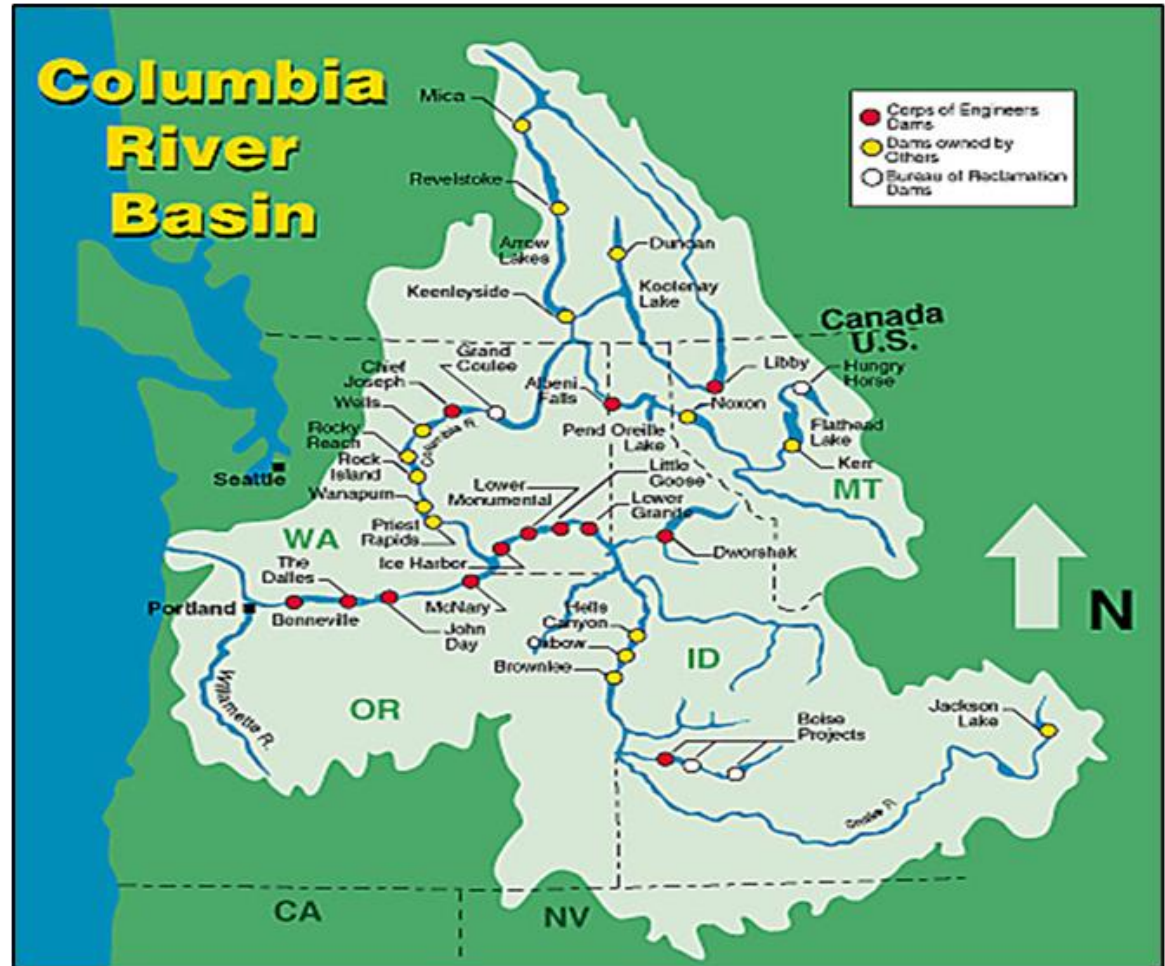 Columbia
River
Basin
Corps of Engineers
Dams
Dams owned by
Others
Bureau of Reclamation
Dams
Mica
Revelstoke
Arrow
Lakes
Duncan
Kootenay
Lake
Keenleyside
Canada
U.S.
Grand
Coulee
Chief
Joseph
Wells
Rocky
Reach
Rock
Island
Wanapum
Priest
Rapids
Columbia R.
Seattle
Albeni
Falls
Pend Oreille
Lake
Libby
Noxon
Hungry
Horse
Flathead
Lake
Kerr
MT
Little
Goose
Lower
Monumental
Lower
Granite
Dworshak
WA
Ice Harbor
The
Dalles
Portland
Bonneville
McNary
John
Day
Hells
Canyon
Oxbow
Brownlee
ID
N
OR
Willamette R.
Boise
Projects
Jackson
Lake
Snake R.
CA
NV